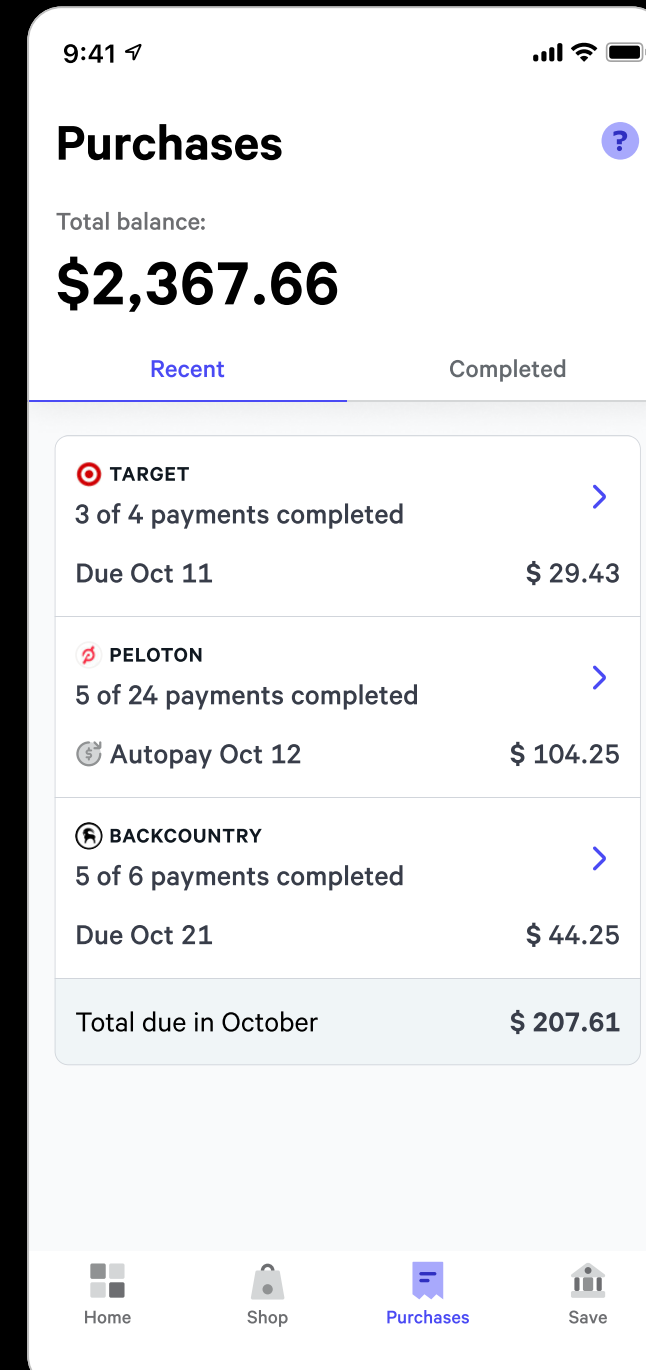 9:41
Purchases
?
Total balance:
$2,367.66
Recent Completed
TARGET
3 of 4 payments completed
Due Oct 11 $ 29.43
PELOTON
5 of 24 payments completed
$ Autopay Oct 12 $ 104.25
BACKCOUNTRY
5 of 6 payments completed
Due Oct 21 $ 44.25
Total due in October $ 207.61
Home Shop Purchases Save